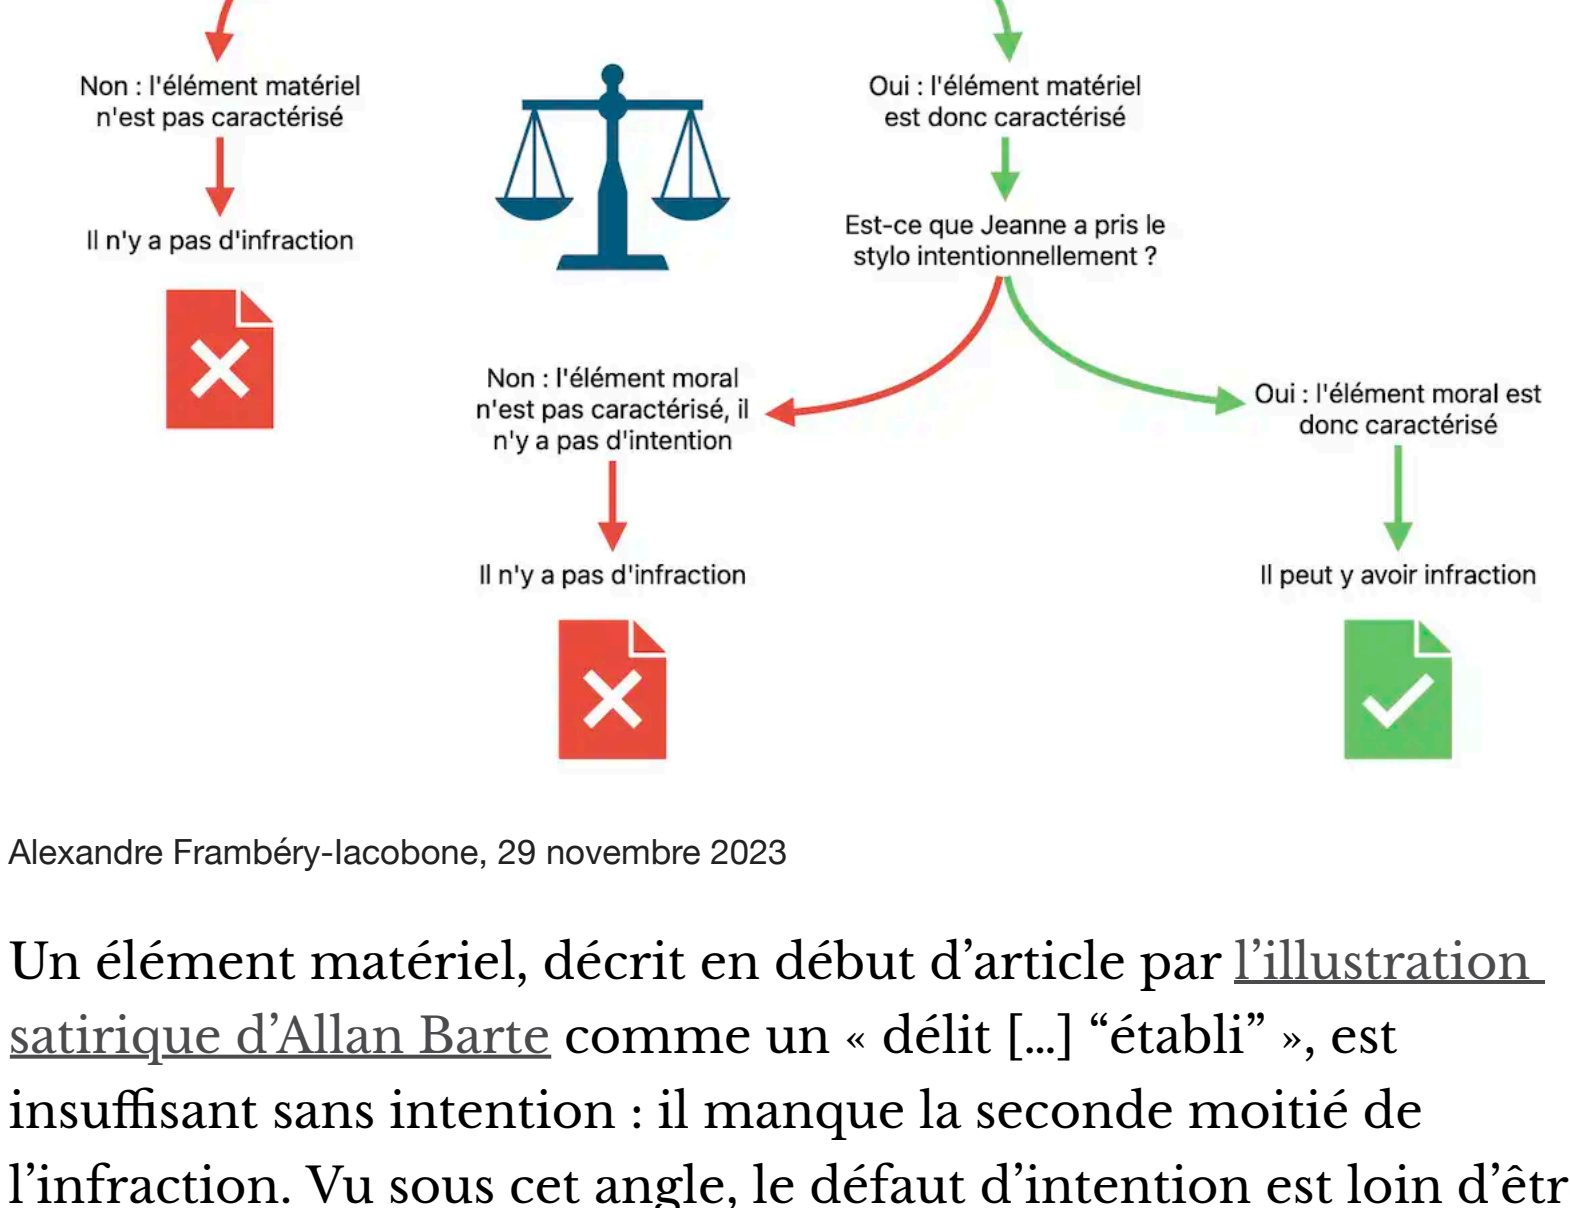 Non : l'élément matériel
n'est pas caractérisé
Oui : l'élément matériel
est donc caractérisé
Il n'y a pas d'infraction
Est-ce que Jeanne a pris le
stylo intentionnellement ?
Non : l'élément moral
n'est pas caractérisé, il
n'y a pas d'intention
Oui : l'élément moral est
donc caractérisé
Il n'y a pas d'infraction
Il peut y avoir infraction
Alexandre Frambéry-Iacobone, 29 novembre 2023
Un élément matériel, décrit en début d’article par l’illustration
satirique d’Allan Barte comme un « délit […] “établi” », est
insuffisant sans intention : il manque la seconde moitié de
l’infraction. Vu sous cet angle, le défaut d’intention est loin d’êtr